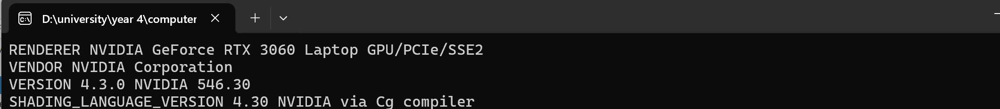 D:\university\year 4\computer
RENDERER NVIDIA GeForce RTX 3060 Laptop GPU/PCIe/SSE2
VENDOR NVIDIA Corporation
VERSION 4.3.0 NVIDIA 546.30
SHADING_LANGUAGE_VERSION 4.30 NVIDIA via Cg compiler